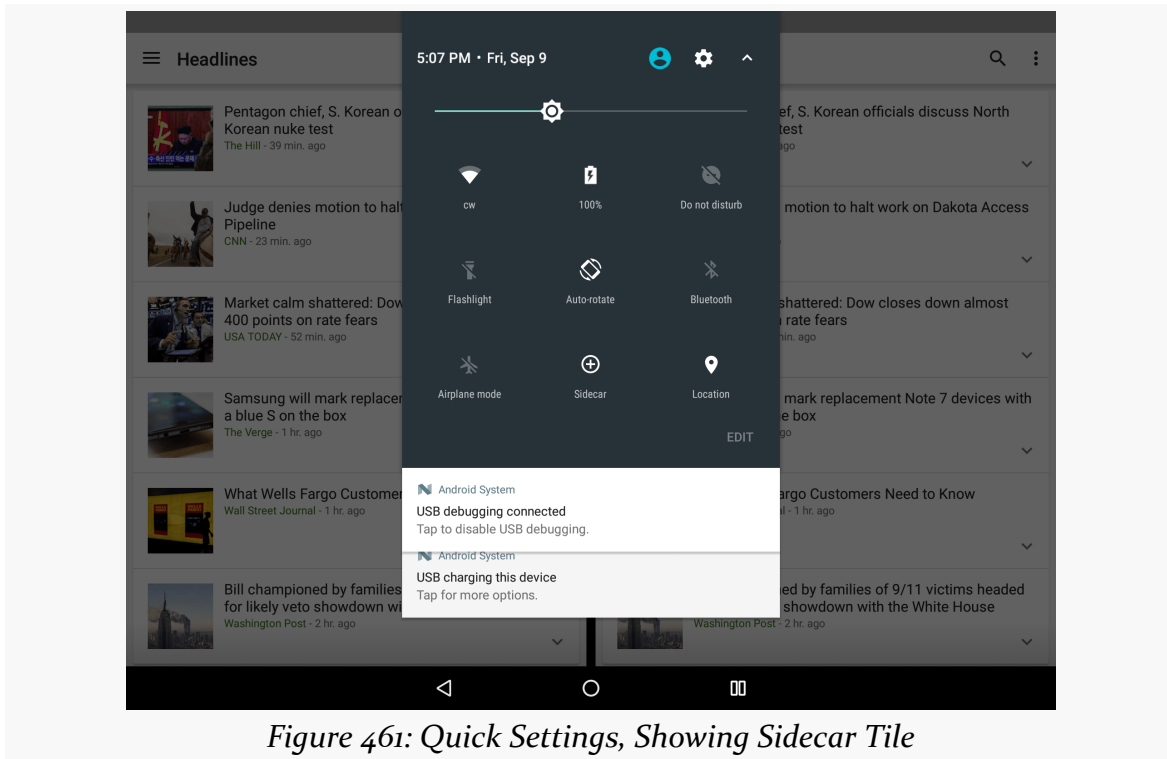 Headlines
Pentagon chief, S. Korean o
Korean nuke test
The Hill - 39 min. ago
Judge denies motion to halt
Pipeline
CNN - 23 min. ago
Market calm shattered: Dow
400 points on rate fears
USA TODAY - 52 min. ago
Samsung will mark replacer
a blue S on the box
The Verge - 1 hr. ago
What Wells Fargo Customer
Wall Street Journal - 1 hr. ago
Bill championed by families
for likely veto showdown wi
Washington Post - 2 hr. ago
5:07 PM • Fri, Sep 9
cw
100%
Do not disturb
Flashlight
Auto-rotate
Bluetooth
Airplane mode
Sidecar
Location
EDIT
Android System
USB debugging connected
Tap to disable USB debugging.
Android System
USB charging this device
Tap for more options.
ef, S. Korean officials discuss North
test
ago
motion to halt work on Dakota Access
shattered: Dow closes down almost
rate fears
min. ago
mark replacement Note 7 devices with
e box
go
argo Customers Need to Know
al - 1 hr. ago
ed by families of 9/11 victims headed
showdown with the White House
Washington Post - 2 hr. ago
Figure 461: Quick Settings, Showing Sidecar Tile